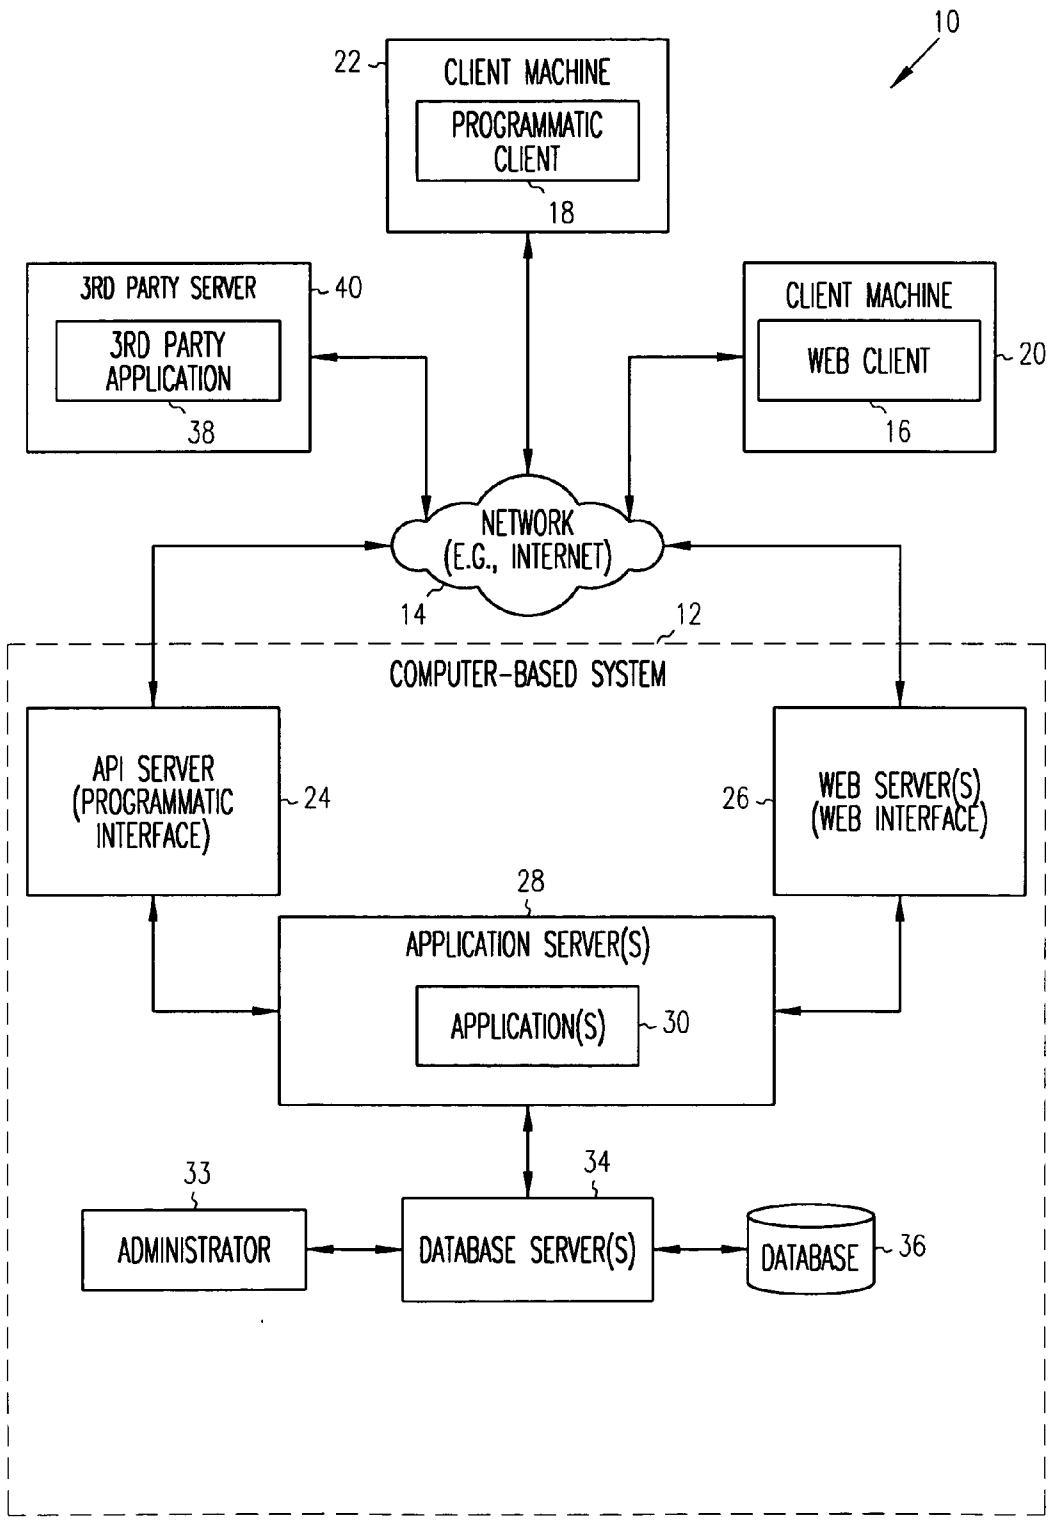 10
22
CLIENT MACHINE
PROGRAMMATIC
CLIENT
18
3RD PARTY SERVER
40
3RD PARTY
APPLICATION
38
CLIENT MACHINE
WEB CLIENT
20
16
NETWORK
(E.G., INTERNET)
14
12
COMPUTER-BASED SYSTEM
API SERVER
(PROGRAMMATIC
INTERFACE)
24
26
WEB SERVER(S)
(WEB INTERFACE)
28
APPLICATION SERVER(S)
APPLICATION(S)
30
33
ADMINISTRATOR
34
DATABASE SERVER(S)
DATABASE
36